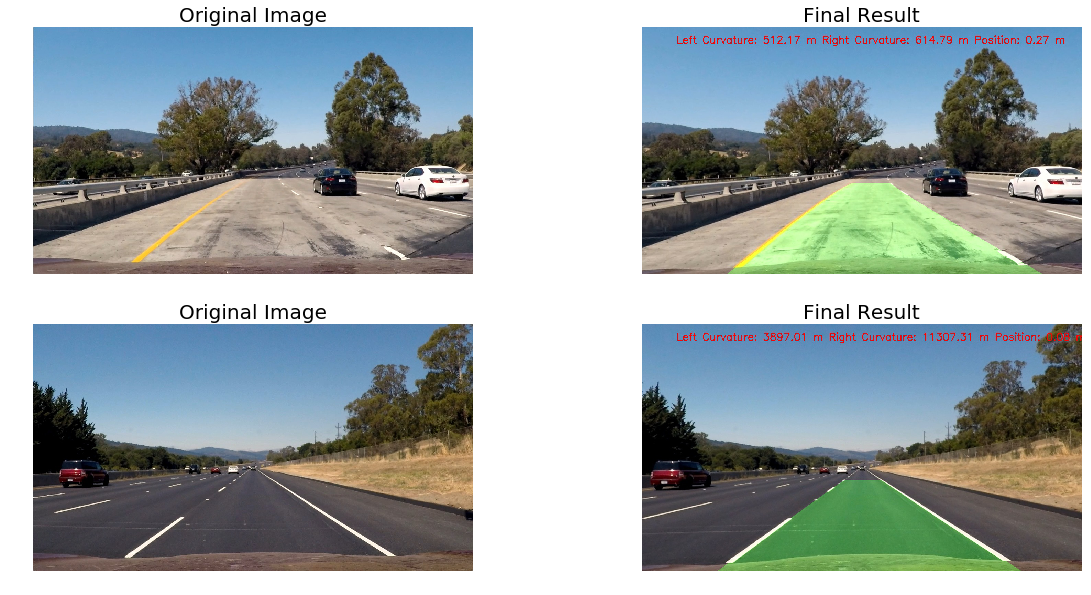 Original Image
Final Result
Left Curvature: 512.17 m Right Curvature: 614.79 m Position: 0.27 m
Original Image
Final Result
Left Curvature: 3897.01 m Right Curvature: 11307.31 m Position: